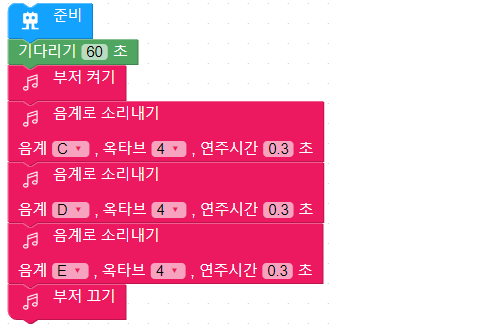 준비
기다리기 60 초
부저 켜기
음계로 소리내기
음계 C , 옥타브 4 , 연주시간 0.3 초
음계로 소리내기
음계 D , 옥타브 4 , 연주시간 0.3 초
음계로 소리내기
음계 E , 옥타브 4 , 연주시간 0.3 초
부저 끄기